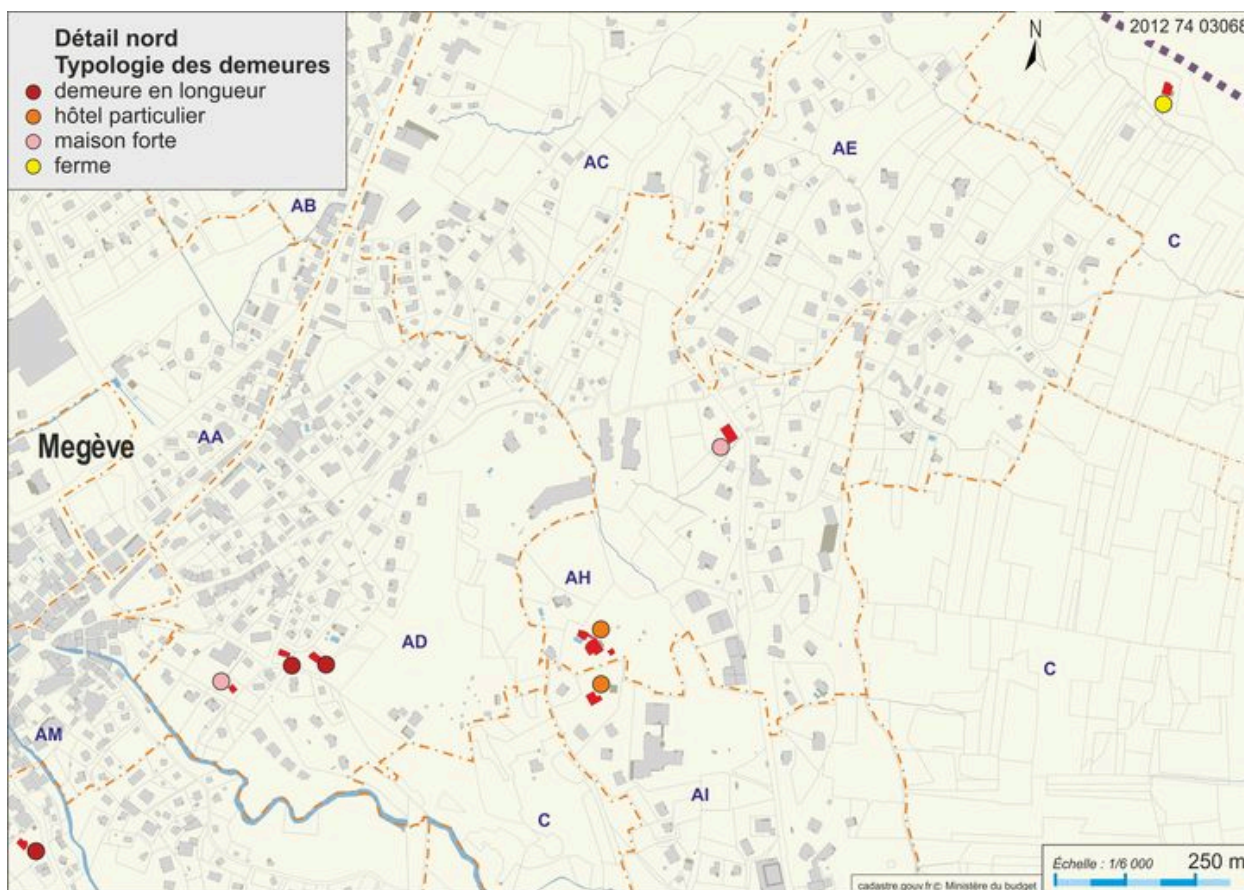 Détail nord
Typologie des demeures
demeure en longueur
hôtel particulier
maison forte
ferme
N
2012 74 03068
AC
AE
AB
C
AA
Megève
AH
AD
C
AM
AI
C
Échelle : 1/6 000
250 m
cadastre.gouv.fr © Ministère du budget